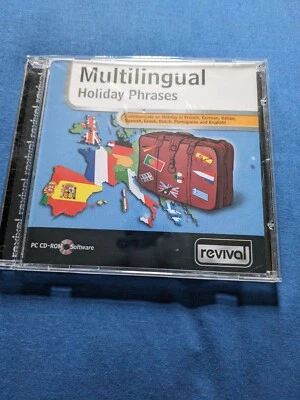 Multilingual
Holiday Phrases
Communicate on Holiday in French, German, Italian,
Spanish, Greek, Dutch, Portuguese and English!
PC CD-ROM Software
revival
revival